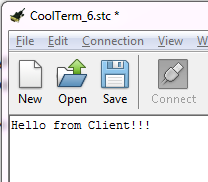 CoolTerm_6.stc *
File Edit Connection View W
New Open Save Connect
Hello from Client!!!